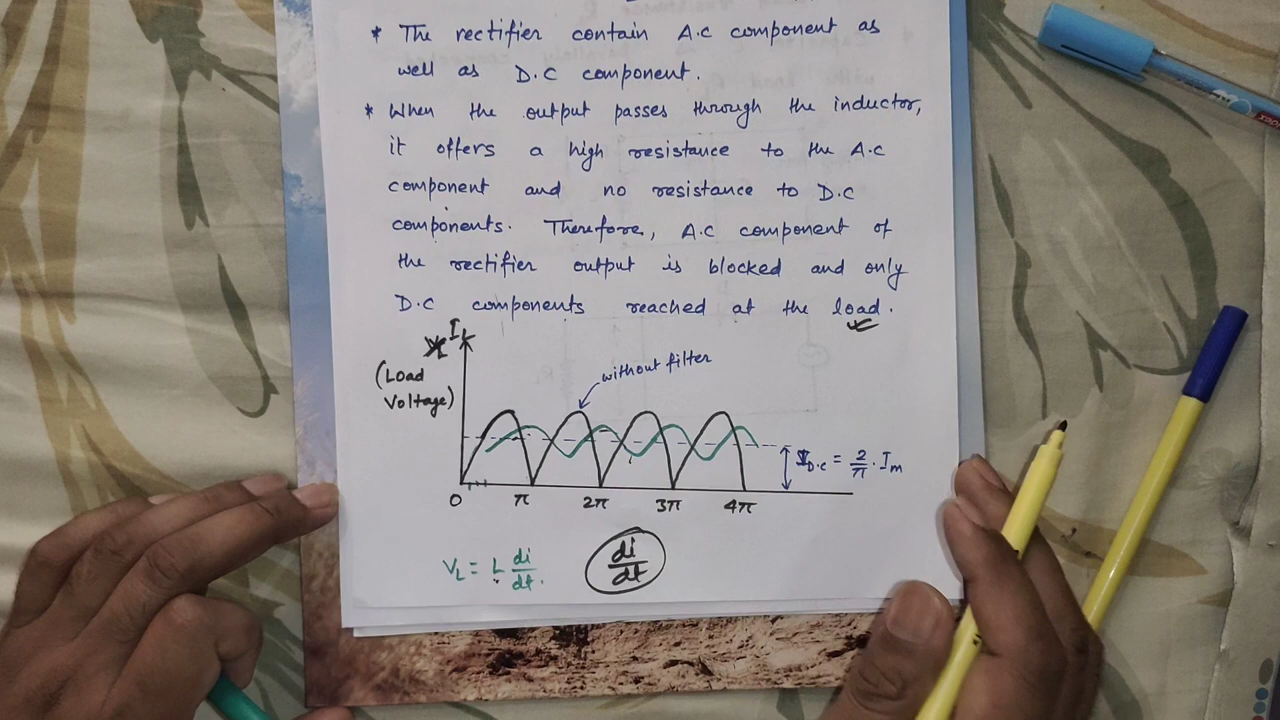 * The rectifier contain A.C component as
well as D.C component.
* When the output passes through the inductor,
it offers a high resistance to the A.C
component and no resistance to D.C
components. Therefore, A.C component of
the rectifier output is blocked and only
D.C components reached at the load.
I
(Load
Voltage)
without filter
I D.C = 2/π . Im
0 π 2π 3π 4π
VL = L di/dt.
di/dt